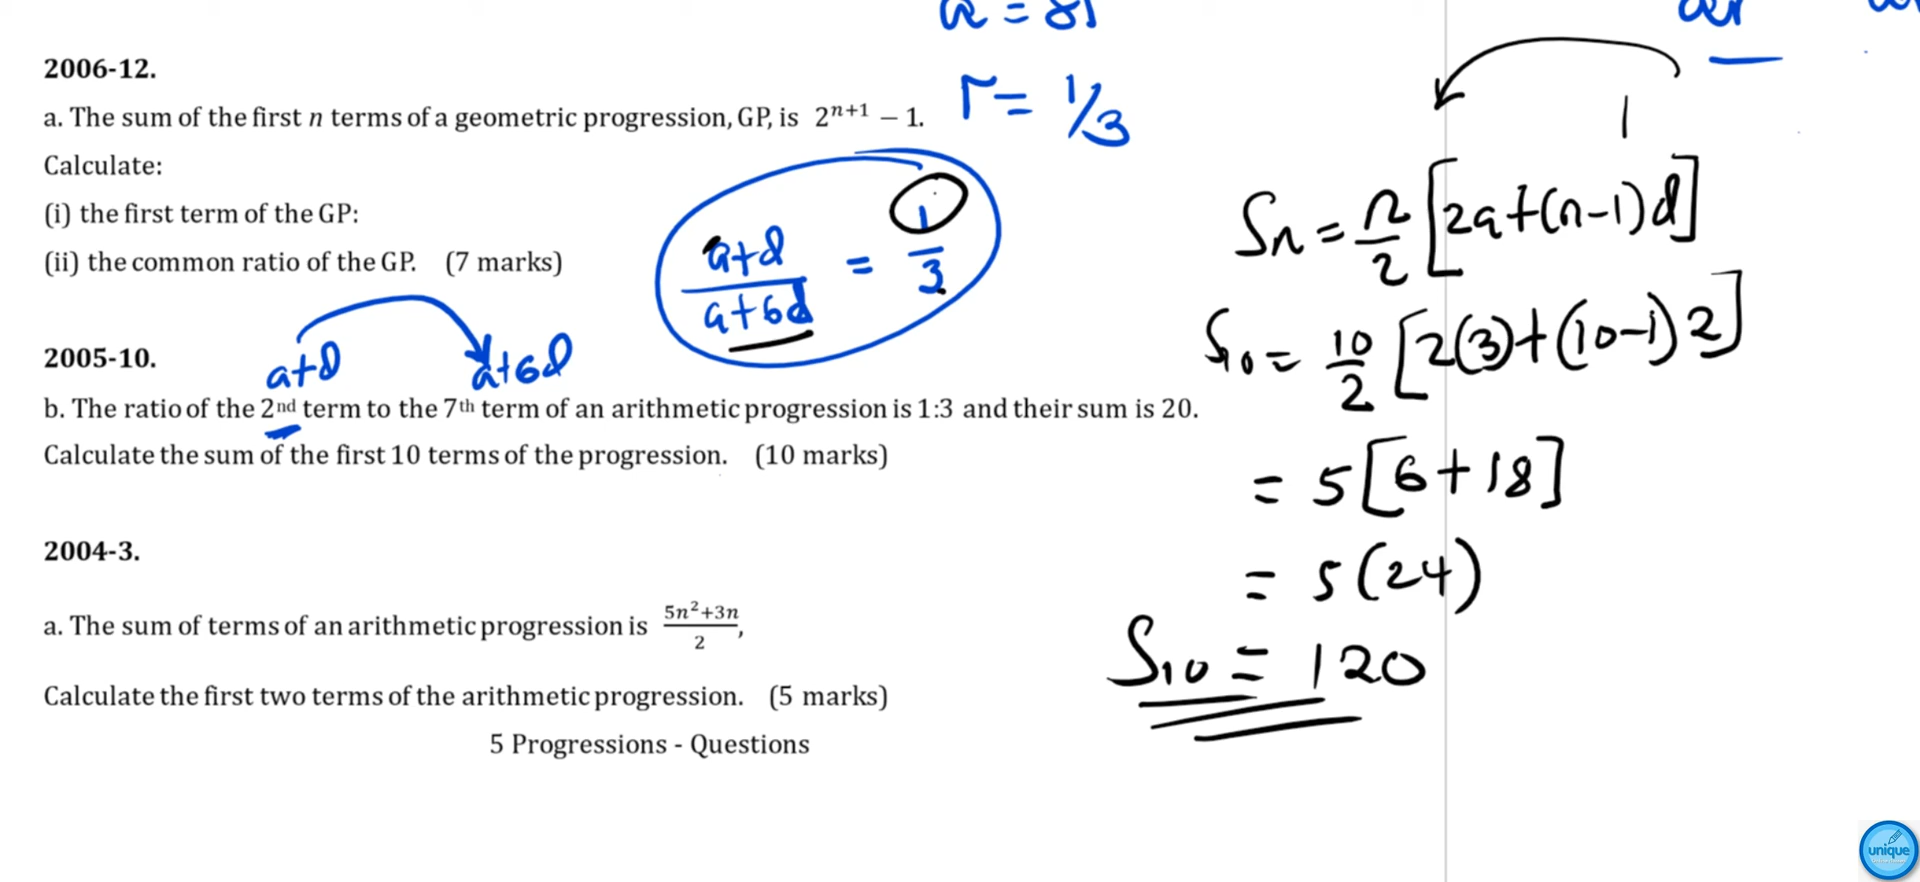 a = 81
r = 1/3
2006-12.
a. The sum of the first n terms of a geometric progression, GP, is 2ⁿ⁺¹ − 1.
Calculate:
(i) the first term of the GP:
(ii) the common ratio of the GP. (7 marks)
a+d
a+6d
= 1
3
a+d a+6d
2005-10.
b. The ratio of the 2nd term to the 7th term of an arithmetic progression is 1:3 and their sum is 20.
Calculate the sum of the first 10 terms of the progression. (10 marks)
2004-3.
a. The sum of terms of an arithmetic progression is 5n²+3n
2,
Calculate the first two terms of the arithmetic progression. (5 marks)
5 Progressions - Questions
ar
1
Sn = n/2 [2a+(n-1)d]
S10 = 10/2 [2(3)+(10-1)2]
= 5[6+18]
= 5(24)
S10 = 120
unique